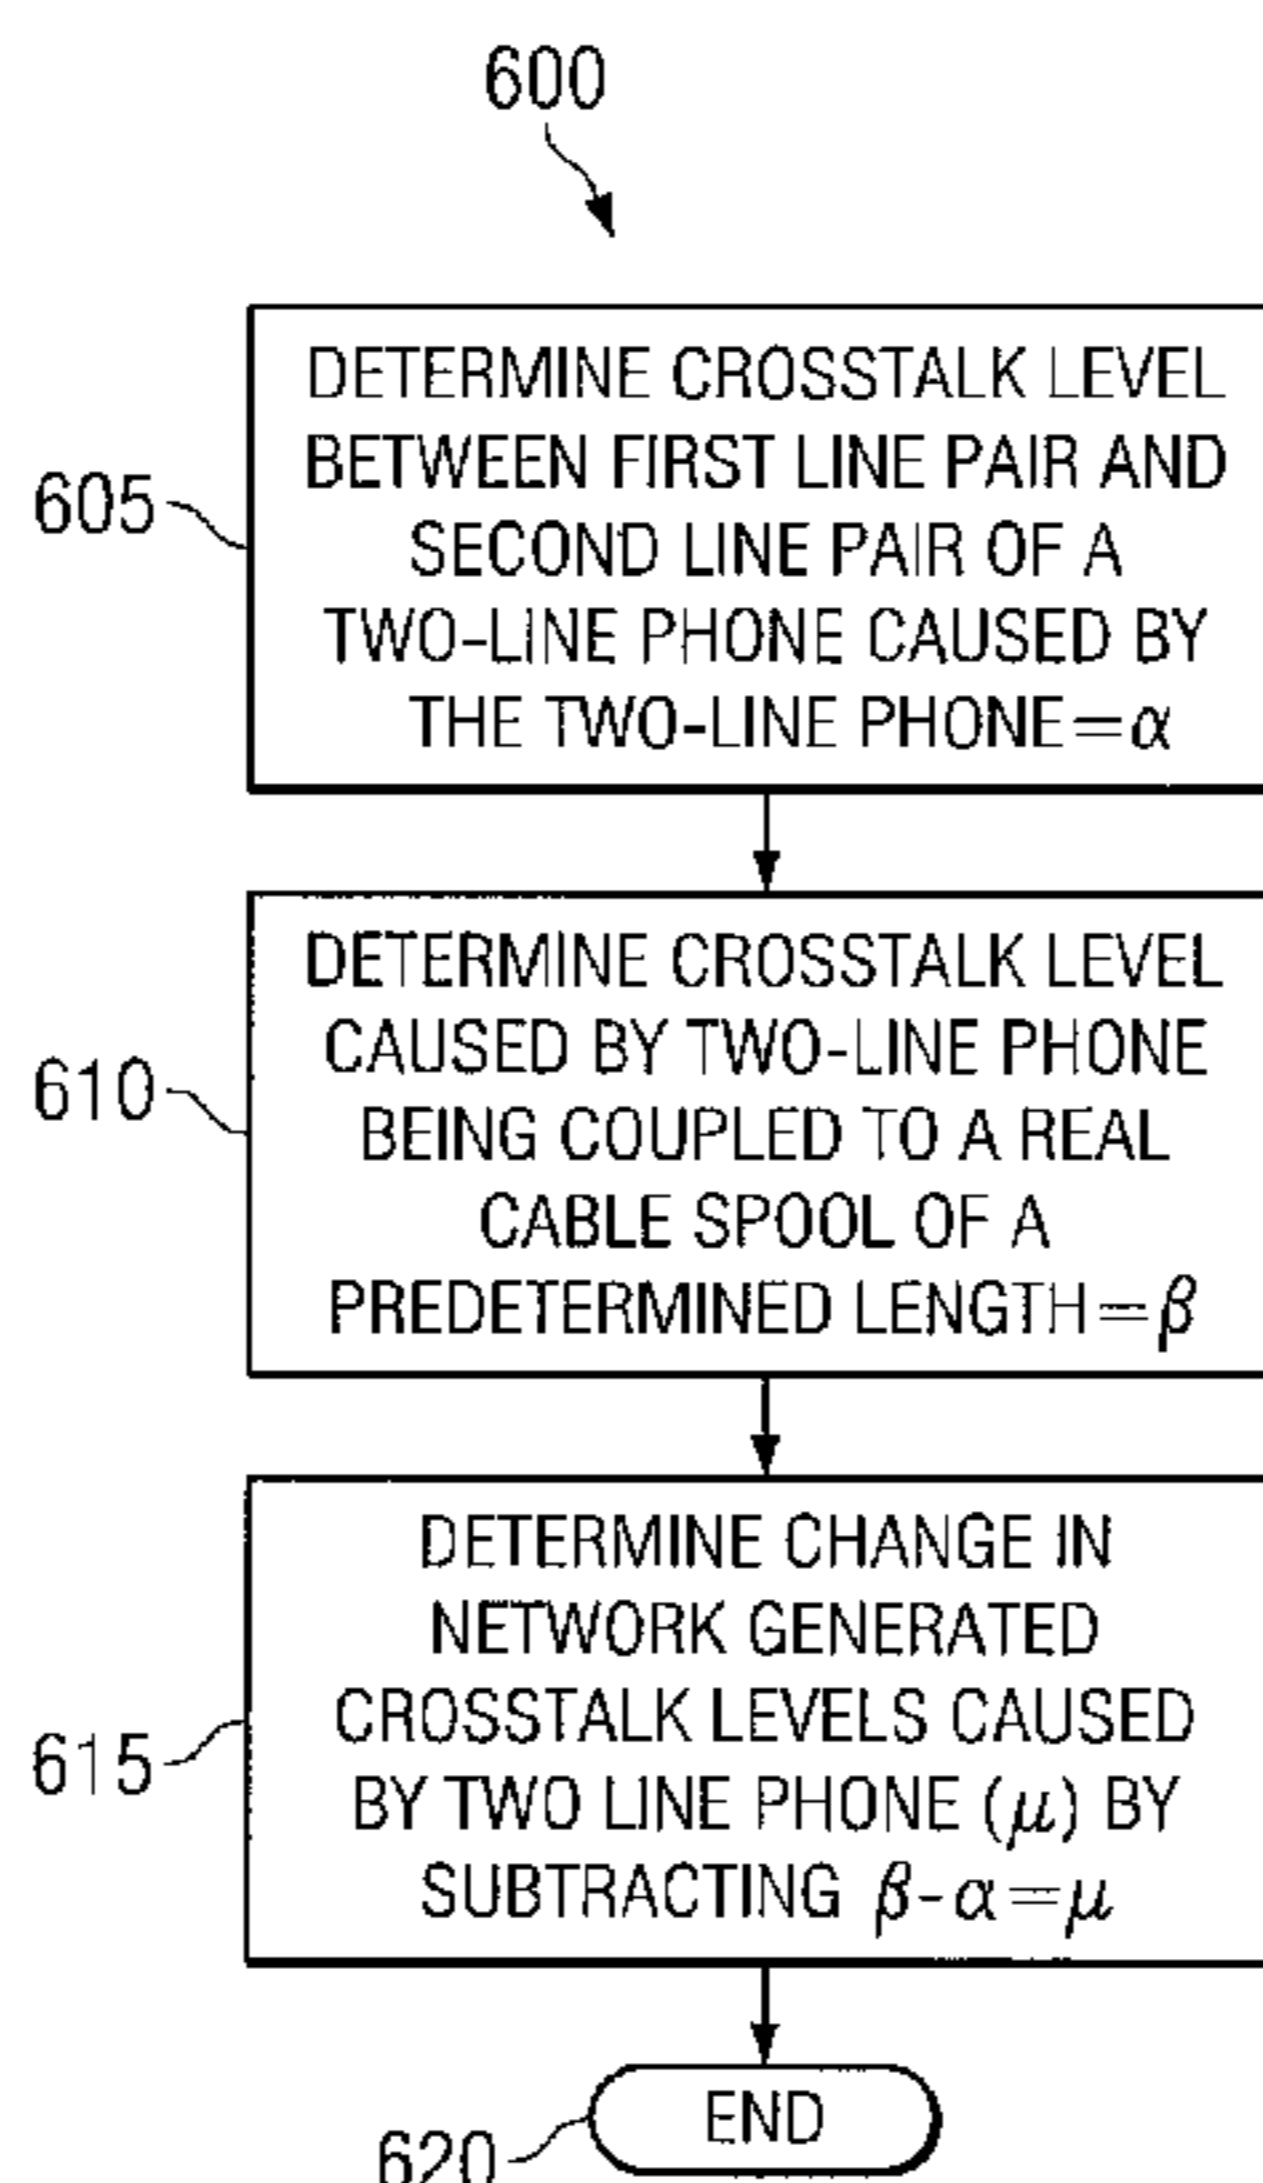 600
605
DETERMINE CROSSTALK LEVEL
BETWEEN FIRST LINE PAIR AND
SECOND LINE PAIR OF A
TWO-LINE PHONE CAUSED BY
THE TWO-LINE PHONE=α
610
DETERMINE CROSSTALK LEVEL
CAUSED BY TWO-LINE PHONE
BEING COUPLED TO A REAL
CABLE SPOOL OF A
PREDETERMINED LENGTH=β
615
DETERMINE CHANGE IN
NETWORK GENERATED
CROSSTALK LEVELS CAUSED
BY TWO LINE PHONE (μ) BY
SUBTRACTING β-α=μ
620
END